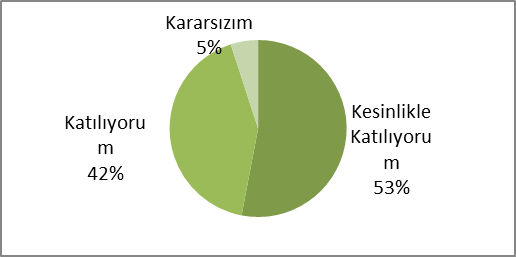 Kararsızım
5%
Katılıyoru
m
42%
Kesinlikle
Katılıyoru
m
53%